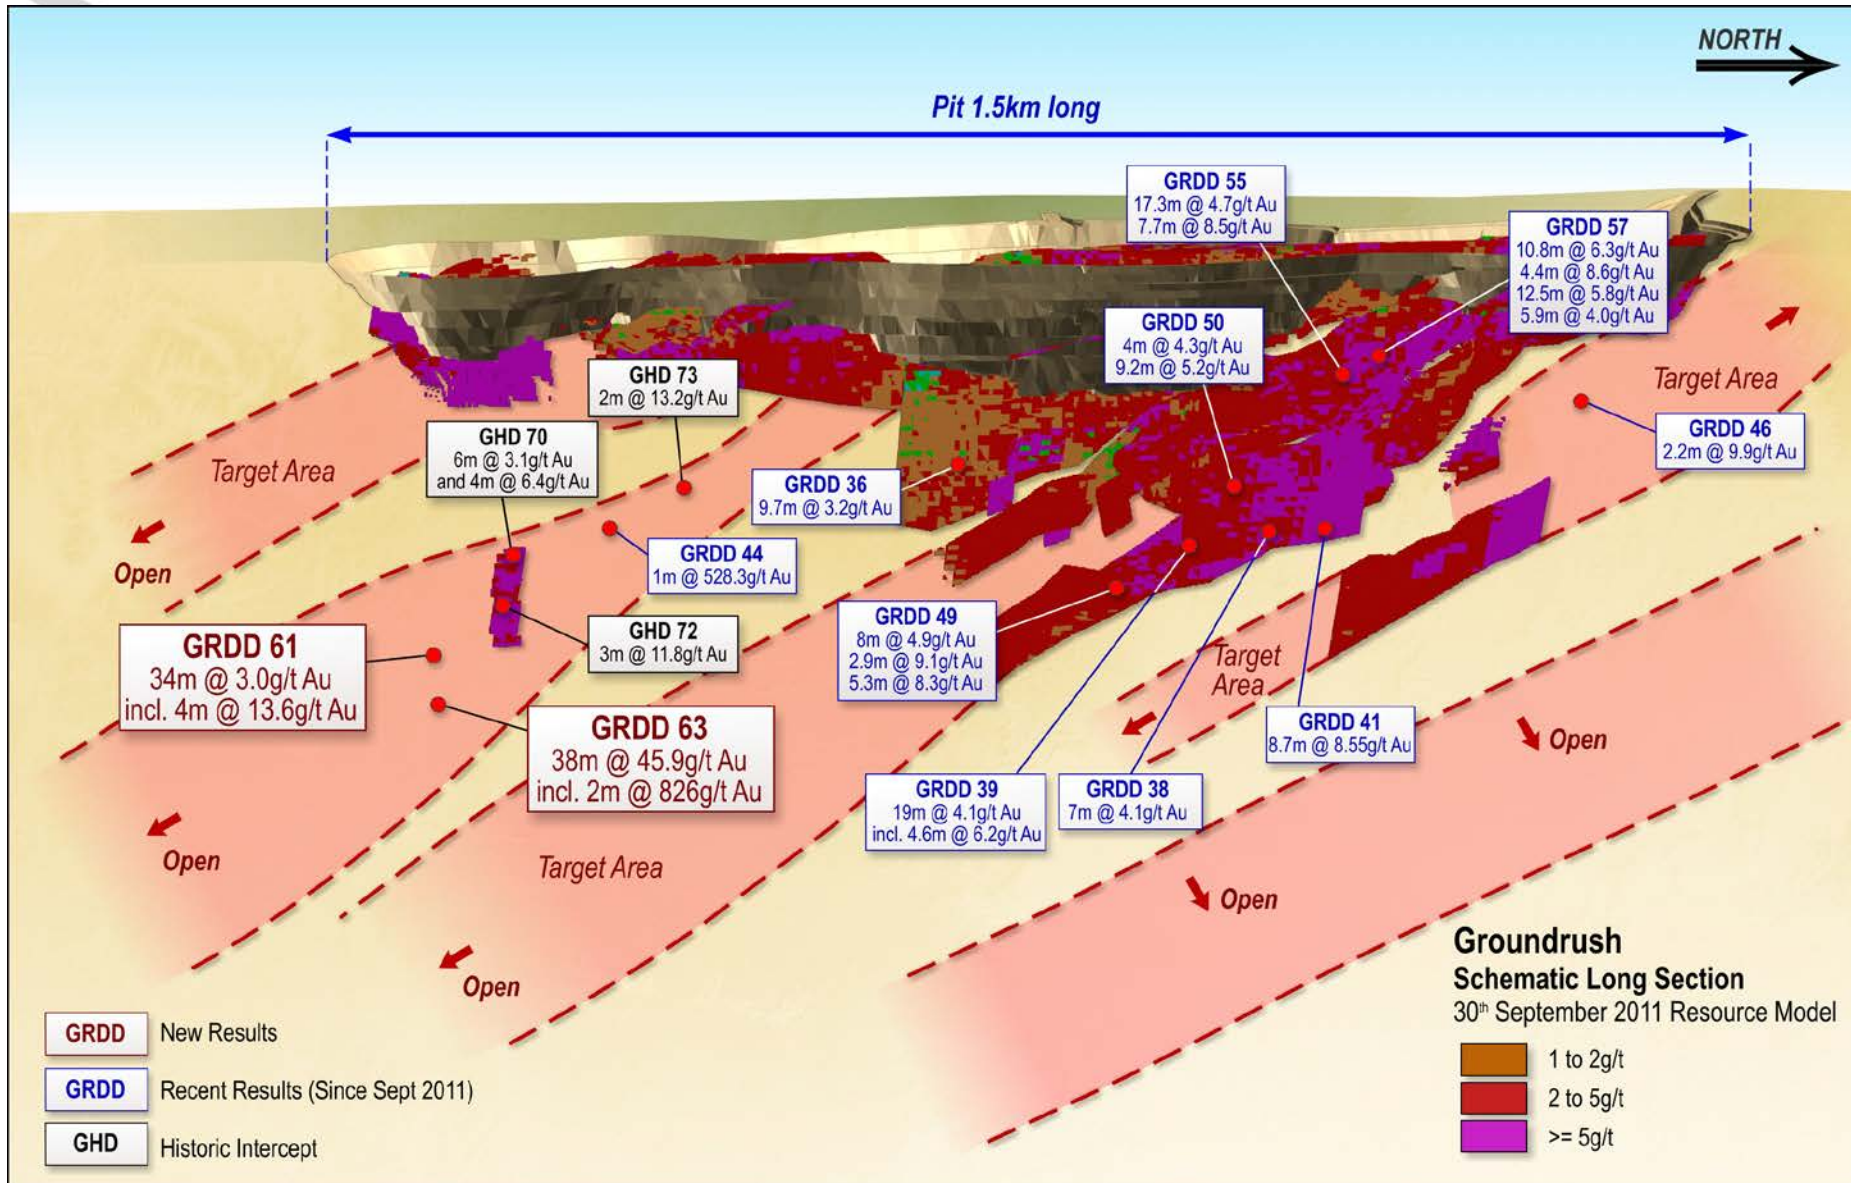 NORTH
Pit 1.5km long
GRDD 55
17.3m @ 4.7g/t Au
7.7m @ 8.5g/t Au
GRDD 57
10.8m @ 6.3g/t Au
4.4m @ 8.6g/t Au
12.5m @ 5.8g/t Au
5.9m @ 4.0g/t Au
GRDD 50
4m @ 4.3g/t Au
9.2m @ 5.2g/t Au
GHD 73
2m @ 13.2g/t Au
Target Area
GRDD 46
2.2m @ 9.9g/t Au
GHD 70
6m @ 3.1g/t Au
and 4m @ 6.4g/t Au
Target Area
Open
GRDD 36
9.7m @ 3.2g/t Au
GRDD 44
1m @ 528.3g/t Au
GHD 72
3m @ 11.8g/t Au
GRDD 61
34m @ 3.0g/t Au
incl. 4m @ 13.6g/t Au
GRDD 49
8m @ 4.9g/t Au
2.9m @ 9.1g/t Au
5.3m @ 8.3g/t Au
Target
Area
GRDD 63
38m @ 45.9g/t Au
incl. 2m @ 826g/t Au
GRDD 41
8.7m @ 8.55g/t Au
Open
GRDD 39
19m @ 4.1g/t Au
incl. 4.6m @ 6.2g/t Au
GRDD 38
7m @ 4.1g/t Au
Open
Target Area
Open
Open
Groundrush
Schematic Long Section
30th September 2011 Resource Model
1 to 2g/t
2 to 5g/t
>= 5g/t
GRDD New Results
GRDD Recent Results (Since Sept 2011)
GHD Historic Intercept